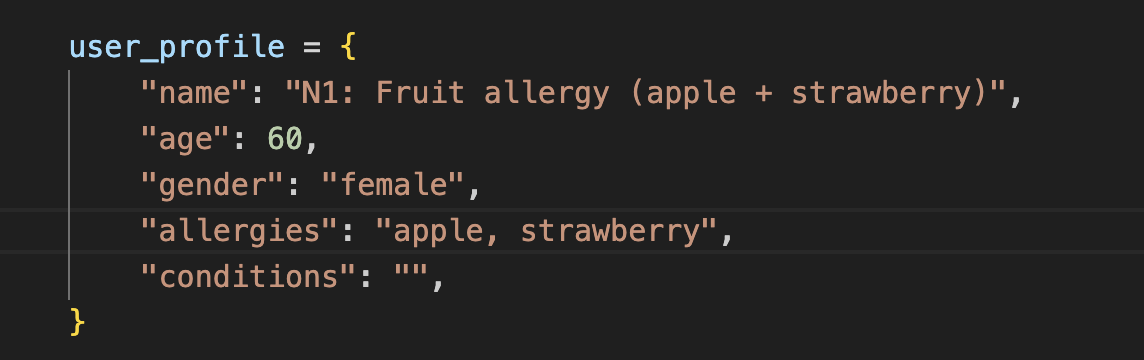 user_profile = {
    "name": "N1: Fruit allergy (apple + strawberry)",
    "age": 60,
    "gender": "female",
    "allergies": "apple, strawberry",
    "conditions": "",
}